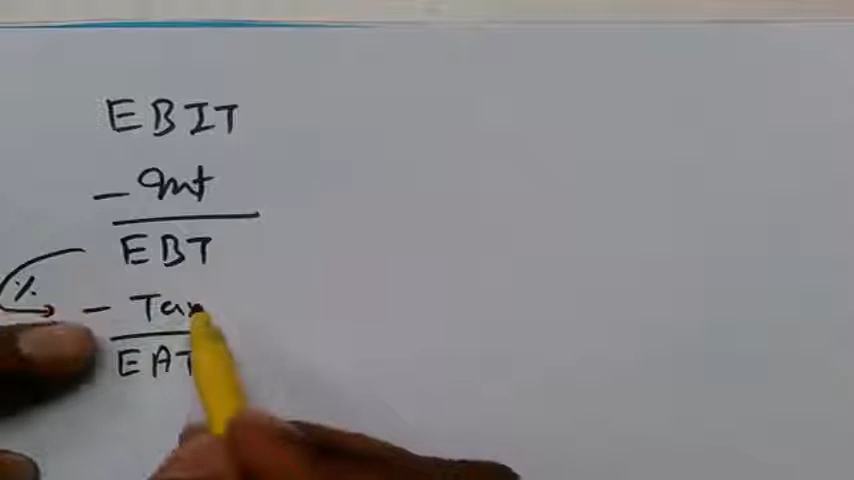 EBIT
- Int
EBT
%
- Tax
EAT